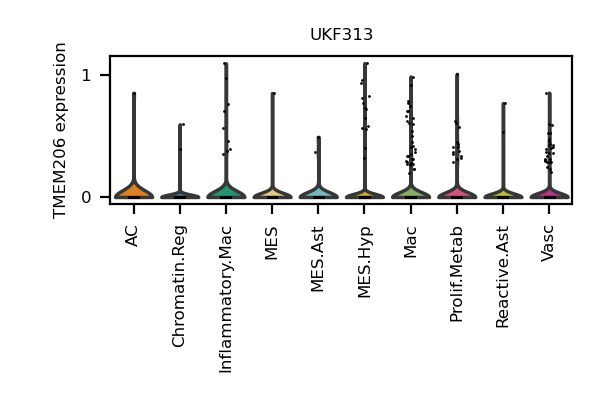 UKF313
TMEM206 expression
1
0
AC
Chromatin.Reg
Inflammatory.Mac
MES
MES.Ast
MES.Hyp
Mac
Prolif.Metab
Reactive.Ast
Vasc